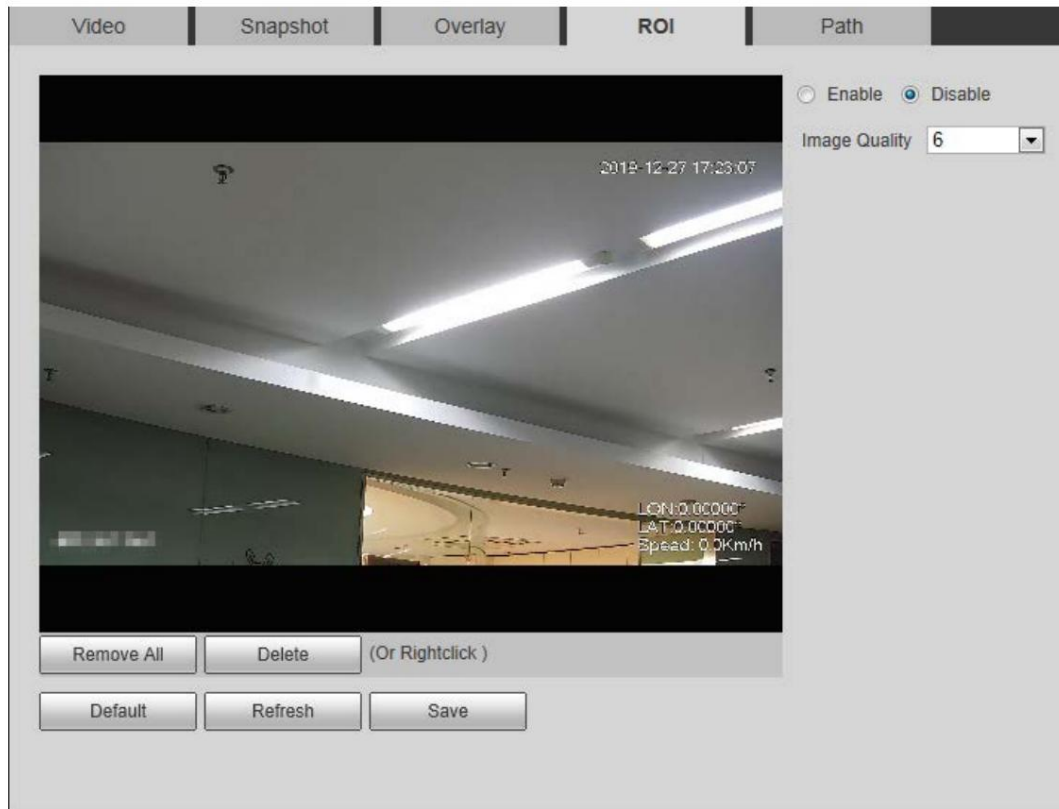 Video Snapshot Overlay ROI Path
Enable Disable
Image Quality 6
2019-12-27 17:23:07
LON:0.00000°
LAT:0.00000°
Speed: 0.0Km/h
Remove All Delete (Or Rightclick )
Default Refresh Save